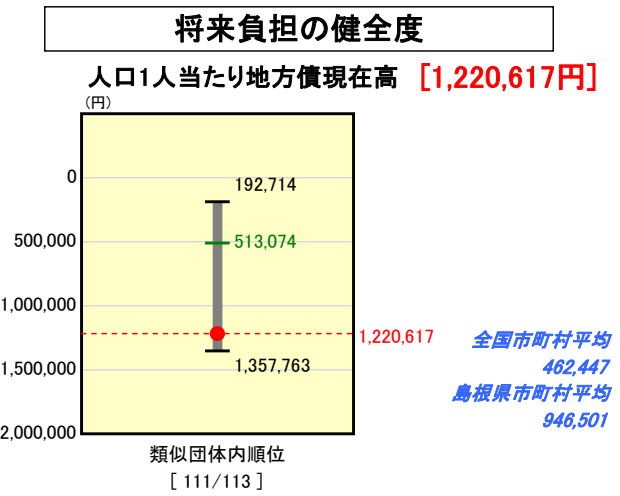 将来負担の健全度
人口1人当たり地方債現在高 [1,220,617円]
(円)
0
192,714
500,000
513,074
1,000,000
1,220,617
1,357,763
1,500,000
2,000,000
全国市町村平均
462,447
島根県市町村平均
946,501
類似団体内順位
[ 111/113 ]